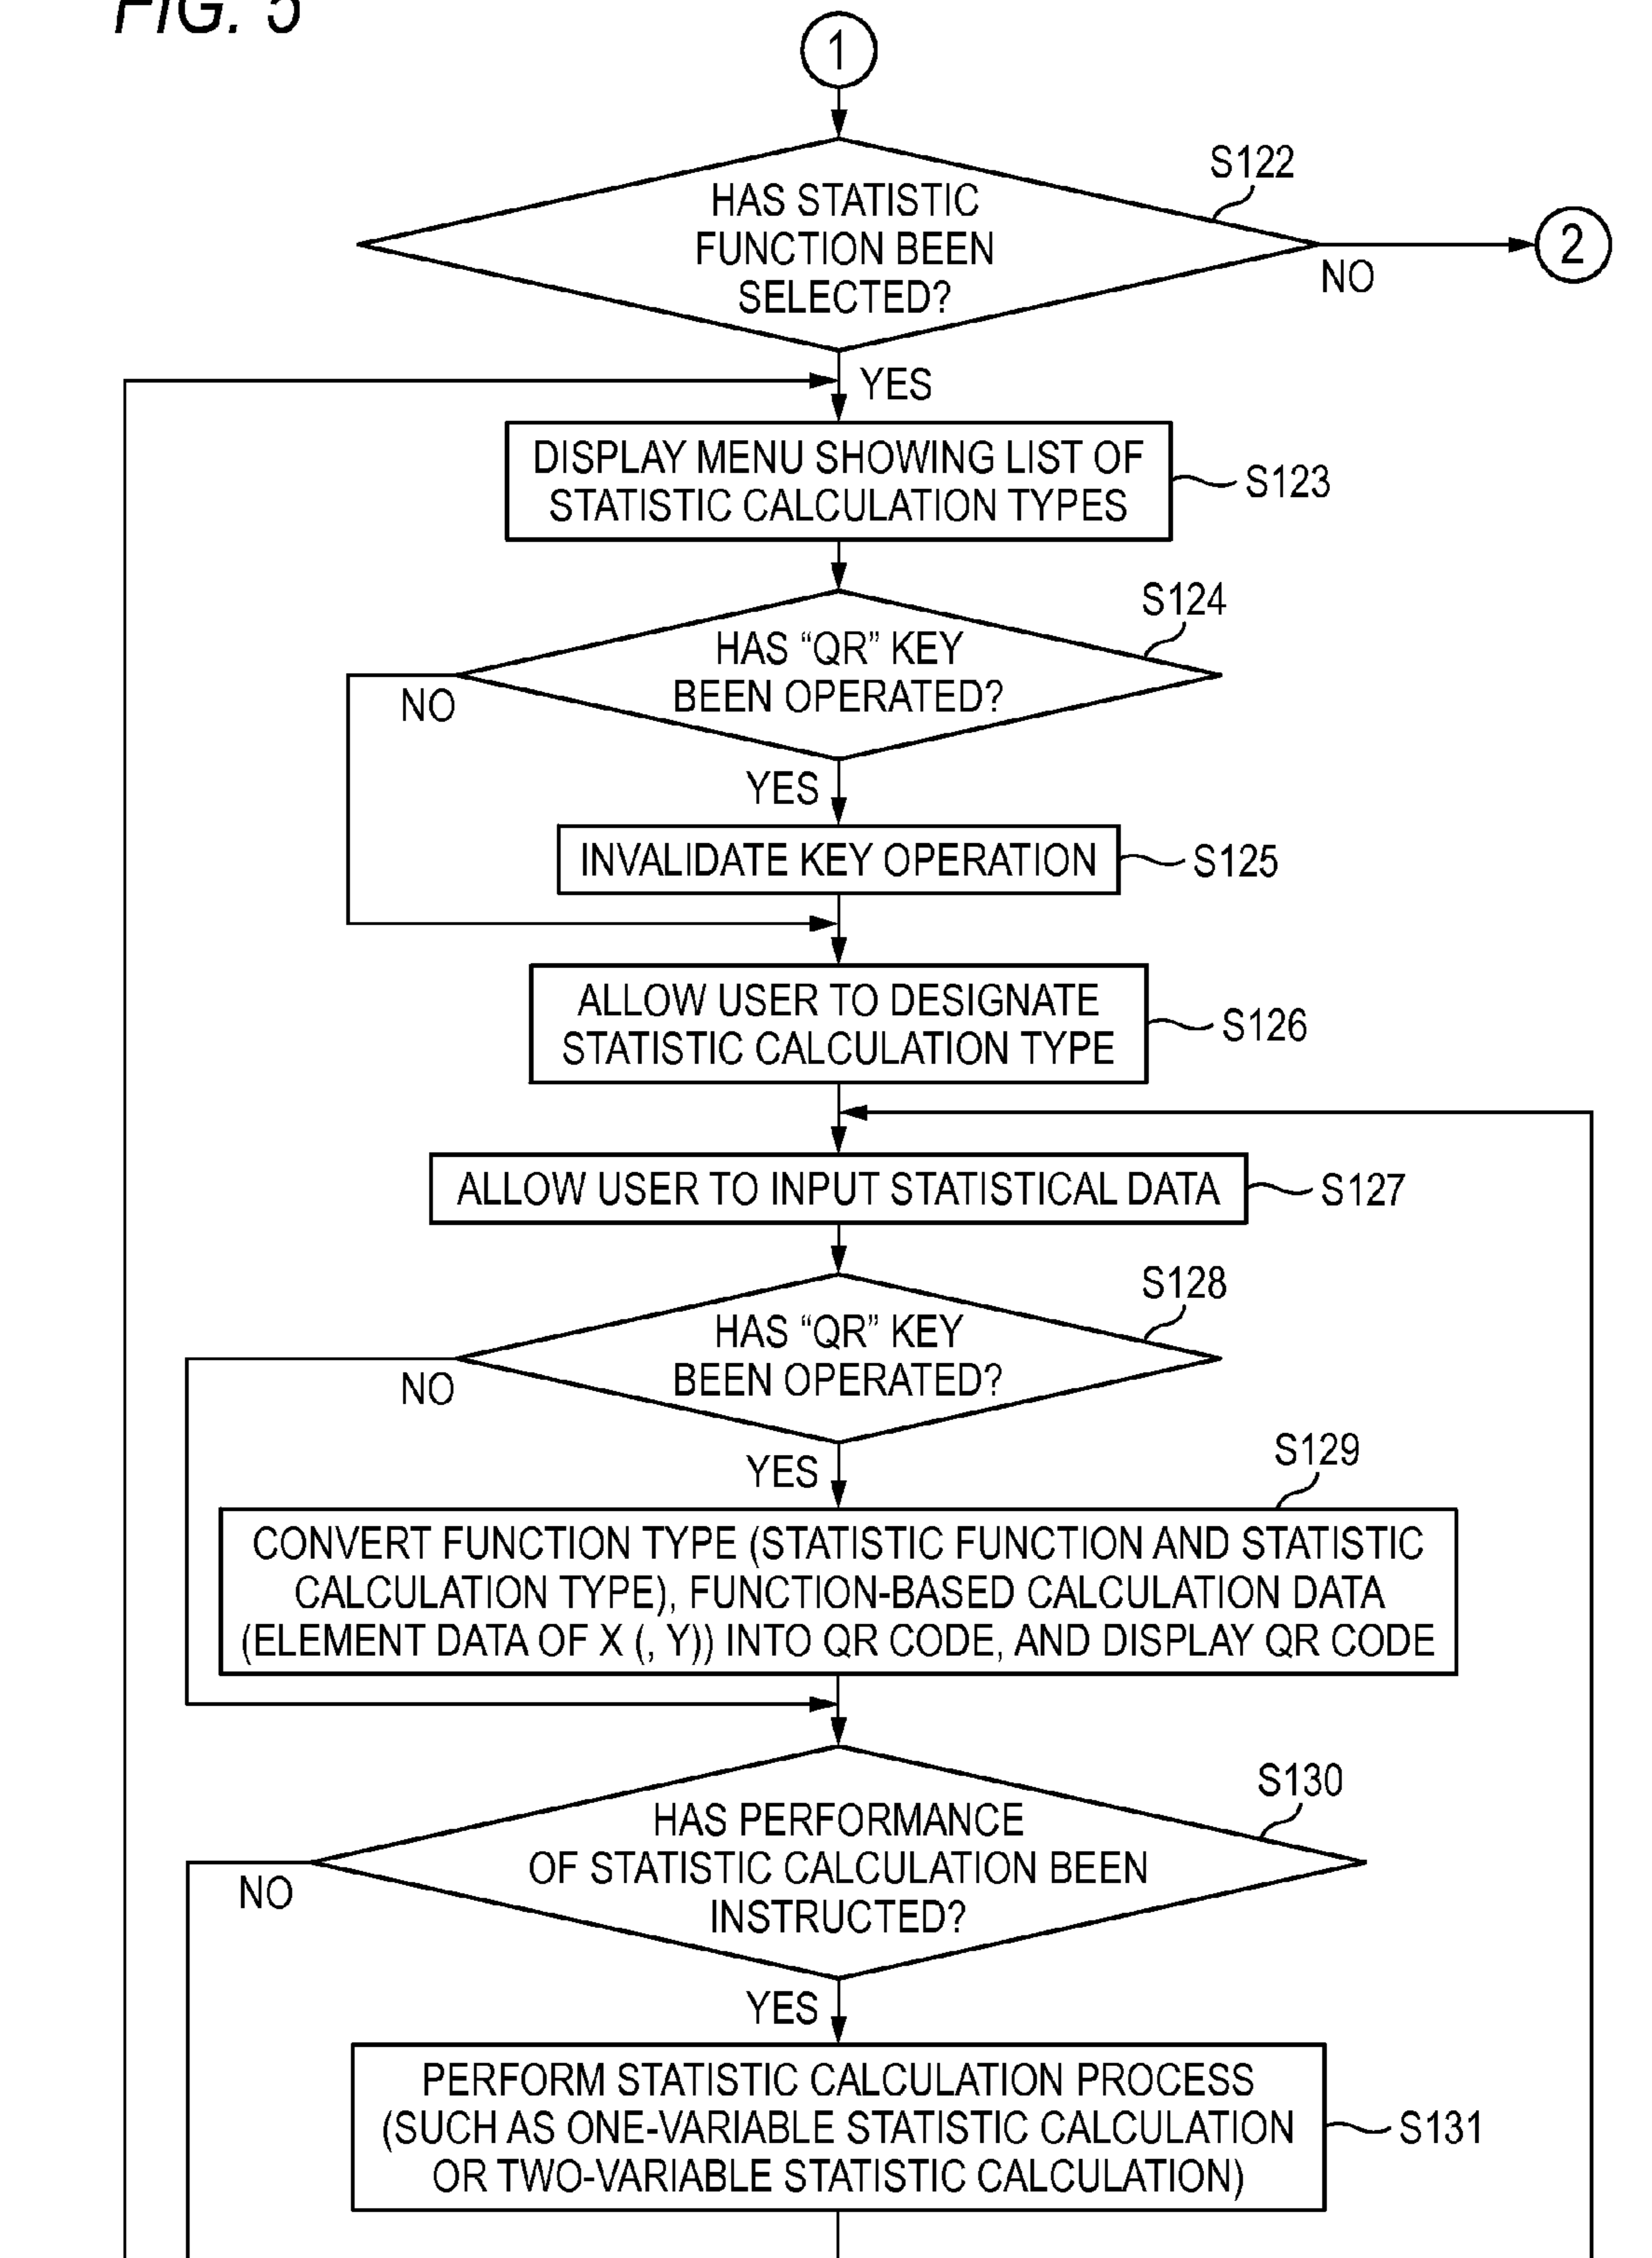 FIG. 5
1
S122
HAS STATISTIC
FUNCTION BEEN
SELECTED?
2
NO
YES
DISPLAY MENU SHOWING LIST OF
STATISTIC CALCULATION TYPES
S123
S124
HAS “QR” KEY
BEEN OPERATED?
NO
YES
INVALIDATE KEY OPERATION
S125
ALLOW USER TO DESIGNATE
STATISTIC CALCULATION TYPE
S126
ALLOW USER TO INPUT STATISTICAL DATA
S127
S128
HAS “QR” KEY
BEEN OPERATED?
NO
YES
S129
CONVERT FUNCTION TYPE (STATISTIC FUNCTION AND STATISTIC
CALCULATION TYPE), FUNCTION-BASED CALCULATION DATA
(ELEMENT DATA OF X (, Y)) INTO QR CODE, AND DISPLAY QR CODE
S130
HAS PERFORMANCE
OF STATISTIC CALCULATION BEEN
INSTRUCTED?
NO
YES
PERFORM STATISTIC CALCULATION PROCESS
(SUCH AS ONE-VARIABLE STATISTIC CALCULATION
OR TWO-VARIABLE STATISTIC CALCULATION)
S131